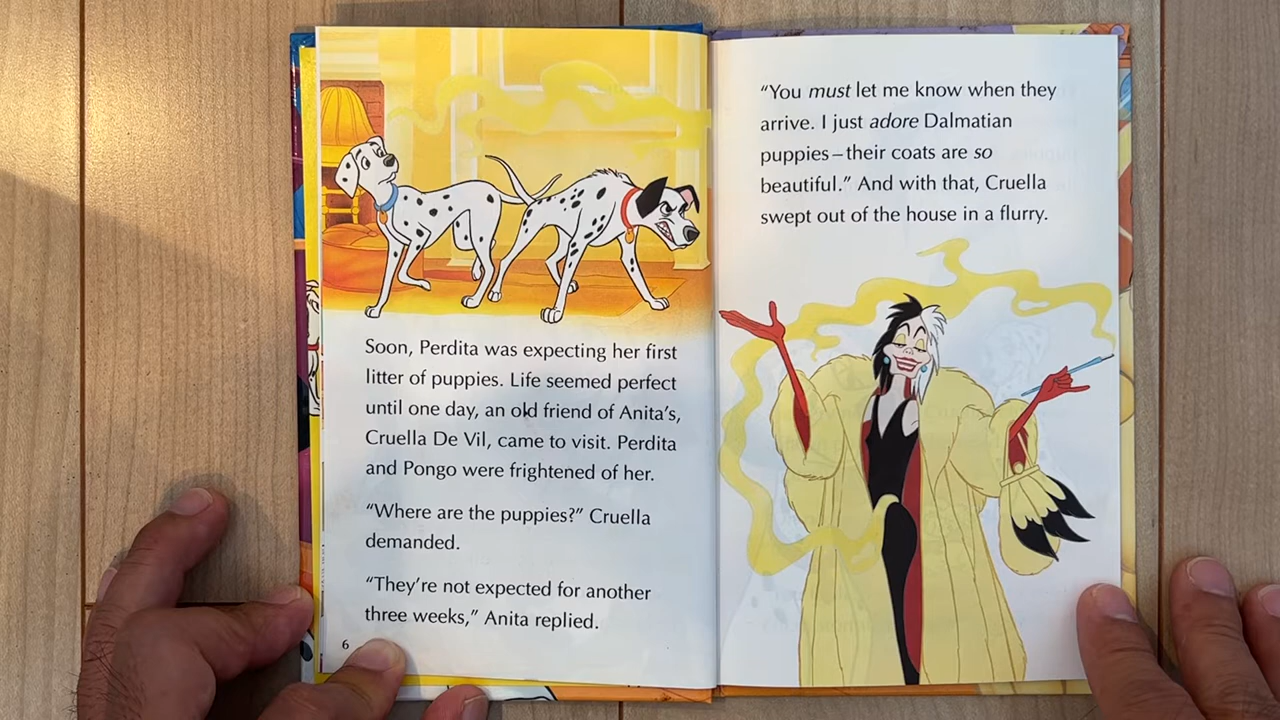 Soon, Perdita was expecting her first
litter of puppies. Life seemed perfect
until one day, an old friend of Anita’s,
Cruella De Vil, came to visit. Perdita
and Pongo were frightened of her.
“Where are the puppies?” Cruella
demanded.
“They’re not expected for another
three weeks,” Anita replied.
6
“You must let me know when they
arrive. I just adore Dalmatian
puppies–their coats are so
beautiful.” And with that, Cruella
swept out of the house in a flurry.